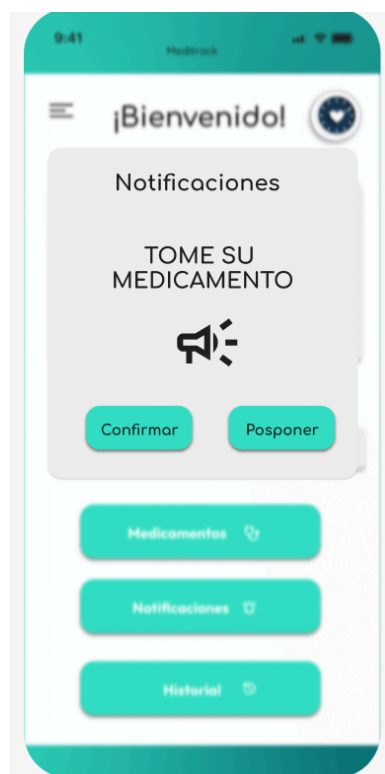 9:41
Meditrack
¡Bienvenido!
Notificaciones
TOME SU
MEDICAMENTO
Confirmar
Posponer
Medicamentos
Notificaciones
Historial